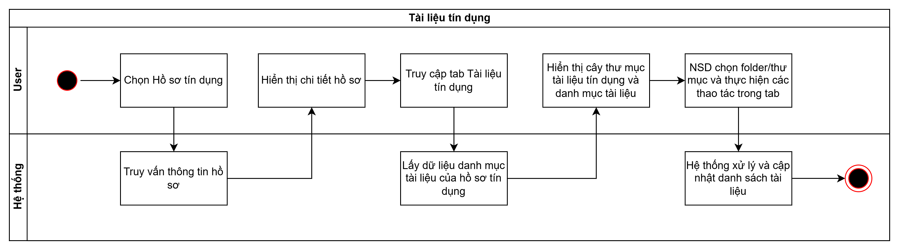 Tài liệu tín dụng
User
Chọn Hồ sơ tín dụng
Hiển thị chi tiết hồ sơ
Truy cập tab Tài liệu
tín dụng
Hiển thị cây thư mục
tài liệu tín dụng và
danh mục tài liệu
NSD chọn folder/thư
mục và thực hiện các
thao tác trong tab
Hệ thống
Truy vấn thông tin hồ
sơ
Lấy dữ liệu danh mục
tài liệu của hồ sơ tín
dụng
Hệ thống xử lý và cập
nhật danh sách tài
liệu